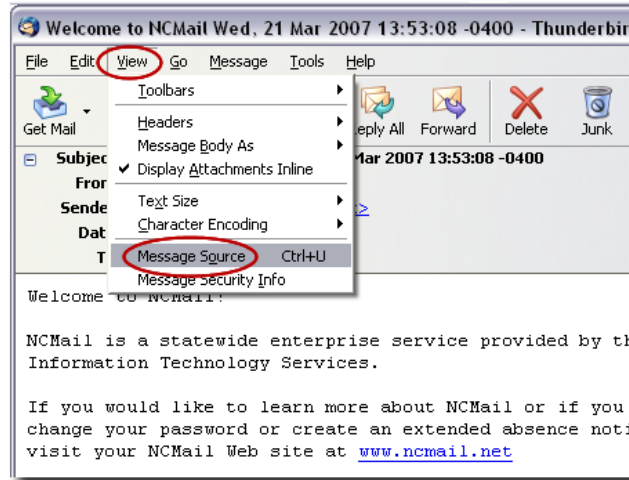 Welcome to NCMail Wed, 21 Mar 2007 13:53:08 -0400 - Thunderbir
File Edit View Go Message Tools Help
Get Mail Reply All Forward Delete Junk
Toolbars
Headers
Message Body As
Display Attachments Inline
Text Size
Character Encoding
Message Source Ctrl+U
Message Security Info
Subjec Mar 2007 13:53:08 -0400
From
Sende
Dat
T
Welcome to NCMail!
NCMail is a statewide enterprise service provided by th
Information Technology Services.
If you would like to learn more about NCMail or if you
change your password or create an extended absence noti
visit your NCMail Web site at www.ncmail.net